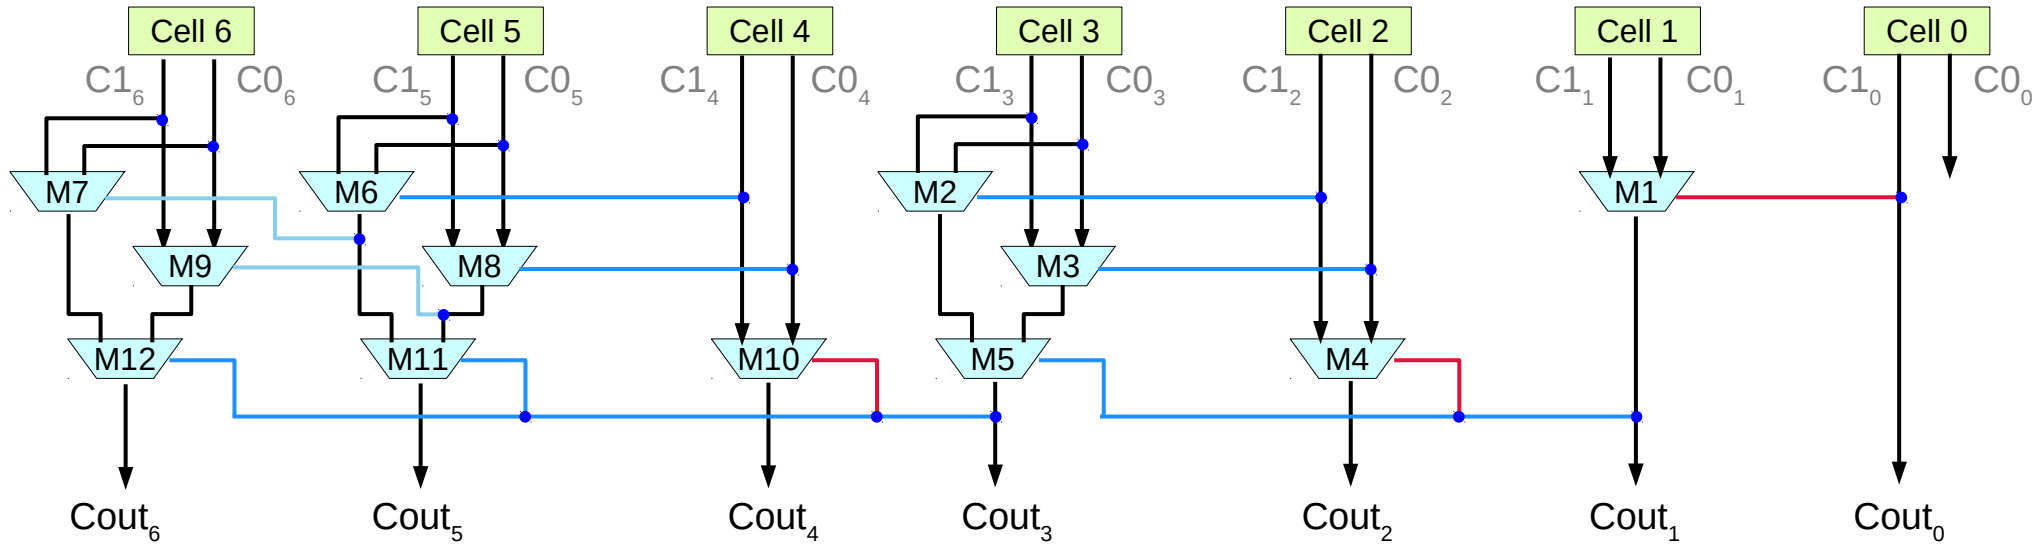 Cell 6 Cell 5 Cell 4 Cell 3 Cell 2 Cell 1 Cell 0
C1₆ C0₆ C1₅ C0₅ C1₄ C0₄ C1₃ C0₃ C1₂ C0₂ C1₁ C0₁ C1₀ C0₀
M7 M6 M2 M1
M9 M8 M3
M12 M11 M10 M5 M4
Cout₆ Cout₅ Cout₄ Cout₃ Cout₂ Cout₁ Cout₀